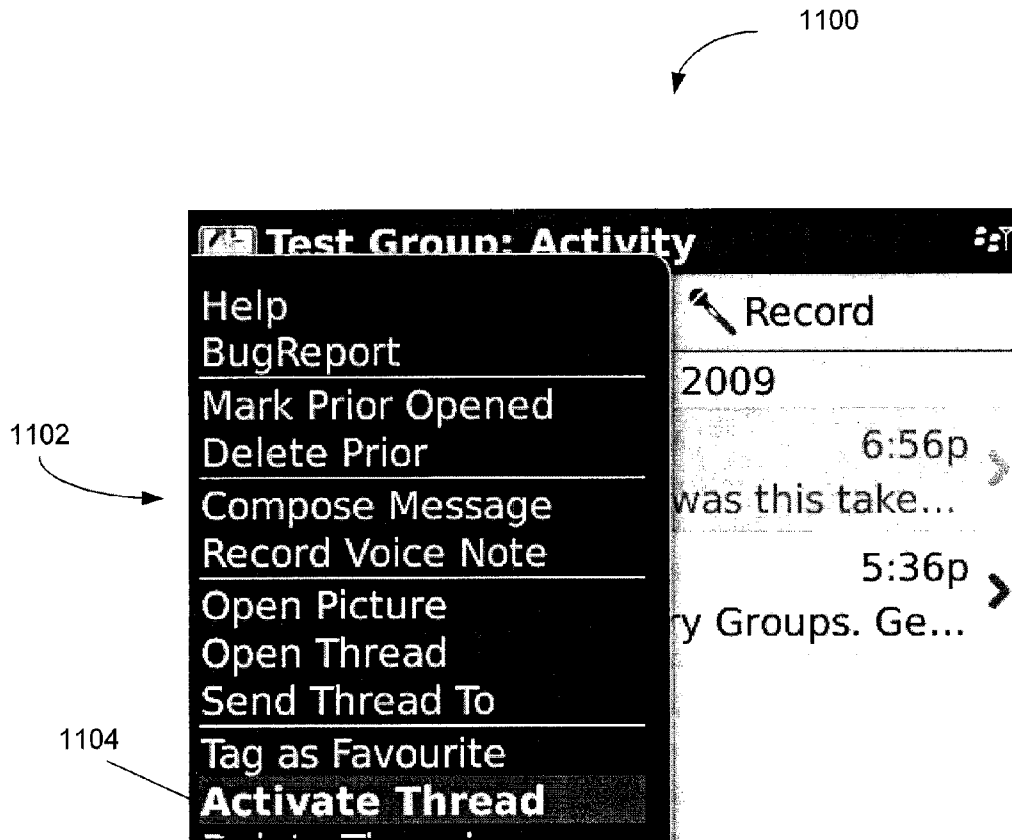 1100
Test Group: Activity
Help
BugReport
Mark Prior Opened
Delete Prior
Compose Message
Record Voice Note
Open Picture
Open Thread
Send Thread To
Tag as Favourite
Activate Thread
Record
2009
6:56p
was this take...
5:36p
ry Groups. Ge...
1102
1104